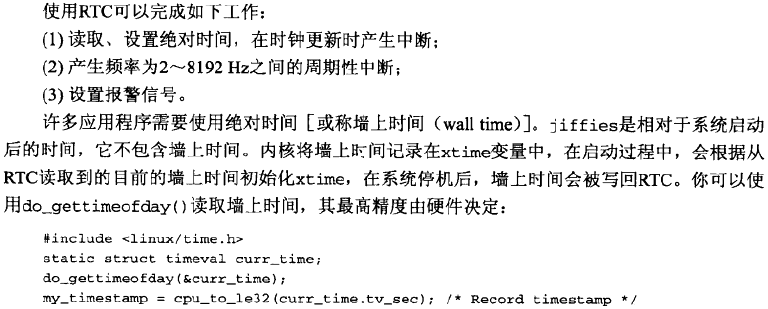 使用RTC可以完成如下工作：
(1) 读取、设置绝对时间，在时钟更新时产生中断；
(2) 产生频率为2～8192 Hz之间的周期性中断；
(3) 设置报警信号。
许多应用程序需要使用绝对时间［或称墙上时间（wall time）］。jiffies是相对于系统启动
后的时间，它不包含墙上时间。内核将墙上时间记录在xtime变量中，在启动过程中，会根据从
RTC读取到的目前的墙上时间初始化xtime，在系统停机后，墙上时间会被写回RTC。你可以使
用do_gettimeofday()读取墙上时间，其最高精度由硬件决定：
#include <linux/time.h>
static struct timeval curr_time;
do_gettimeofday(&curr_time);
my_timestamp = cpu_to_le32(curr_time.tv_sec); /* Record timestamp */